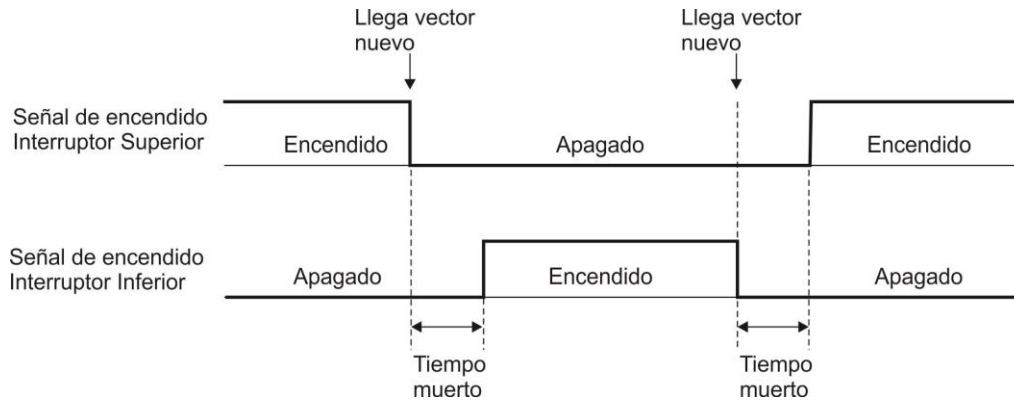 Llega vector
nuevo
Llega vector
nuevo
Señal de encendido
Interruptor Superior
Encendido
Apagado
Encendido
Señal de encendido
Interruptor Inferior
Apagado
Encendido
Apagado
Tiempo
muerto
Tiempo
muerto